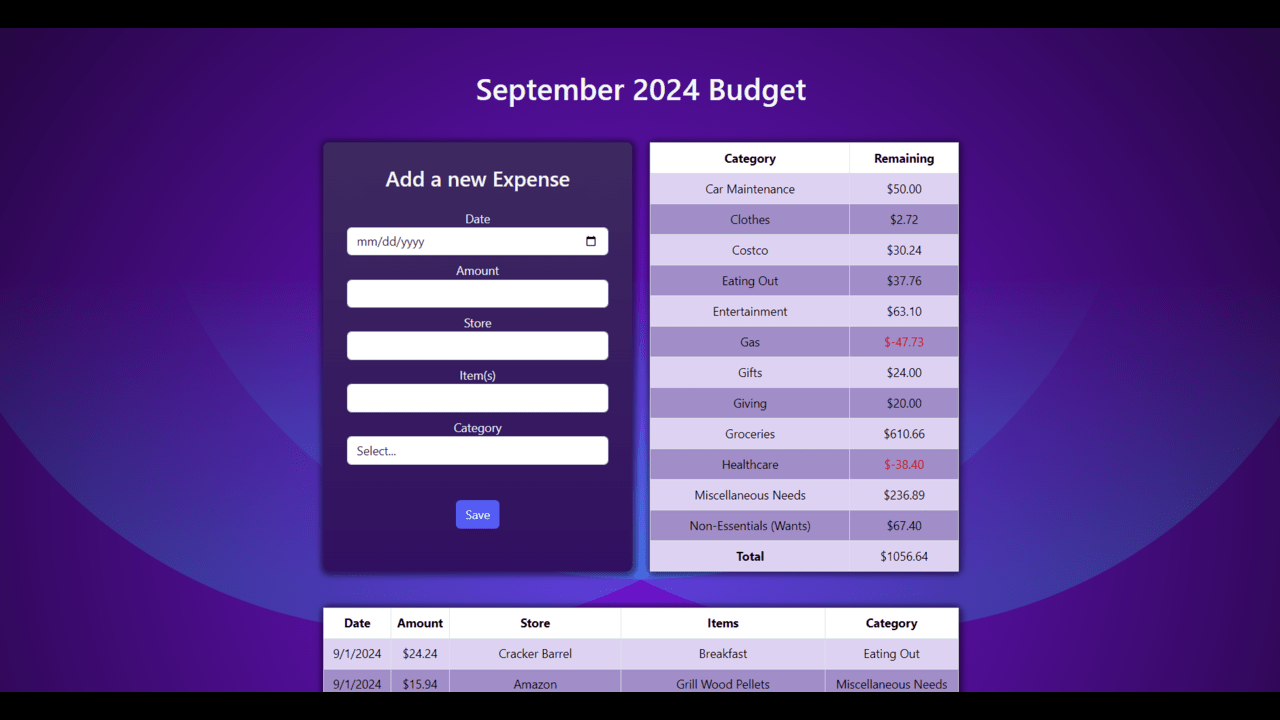 September 2024 Budget
Add a new Expense
Date
mm/dd/yyyy
Amount
Store
Item(s)
Category
Select...
Save
Category Remaining
Car Maintenance $50.00
Clothes $2.72
Costco $30.24
Eating Out $37.76
Entertainment $63.10
Gas $-47.73
Gifts $24.00
Giving $20.00
Groceries $610.66
Healthcare $-38.40
Miscellaneous Needs $236.89
Non-Essentials (Wants) $67.40
Total $1056.64
Date Amount Store Items Category
9/1/2024 $24.24 Cracker Barrel Breakfast Eating Out
9/1/2024 $15.94 Amazon Grill Wood Pellets Miscellaneous Needs